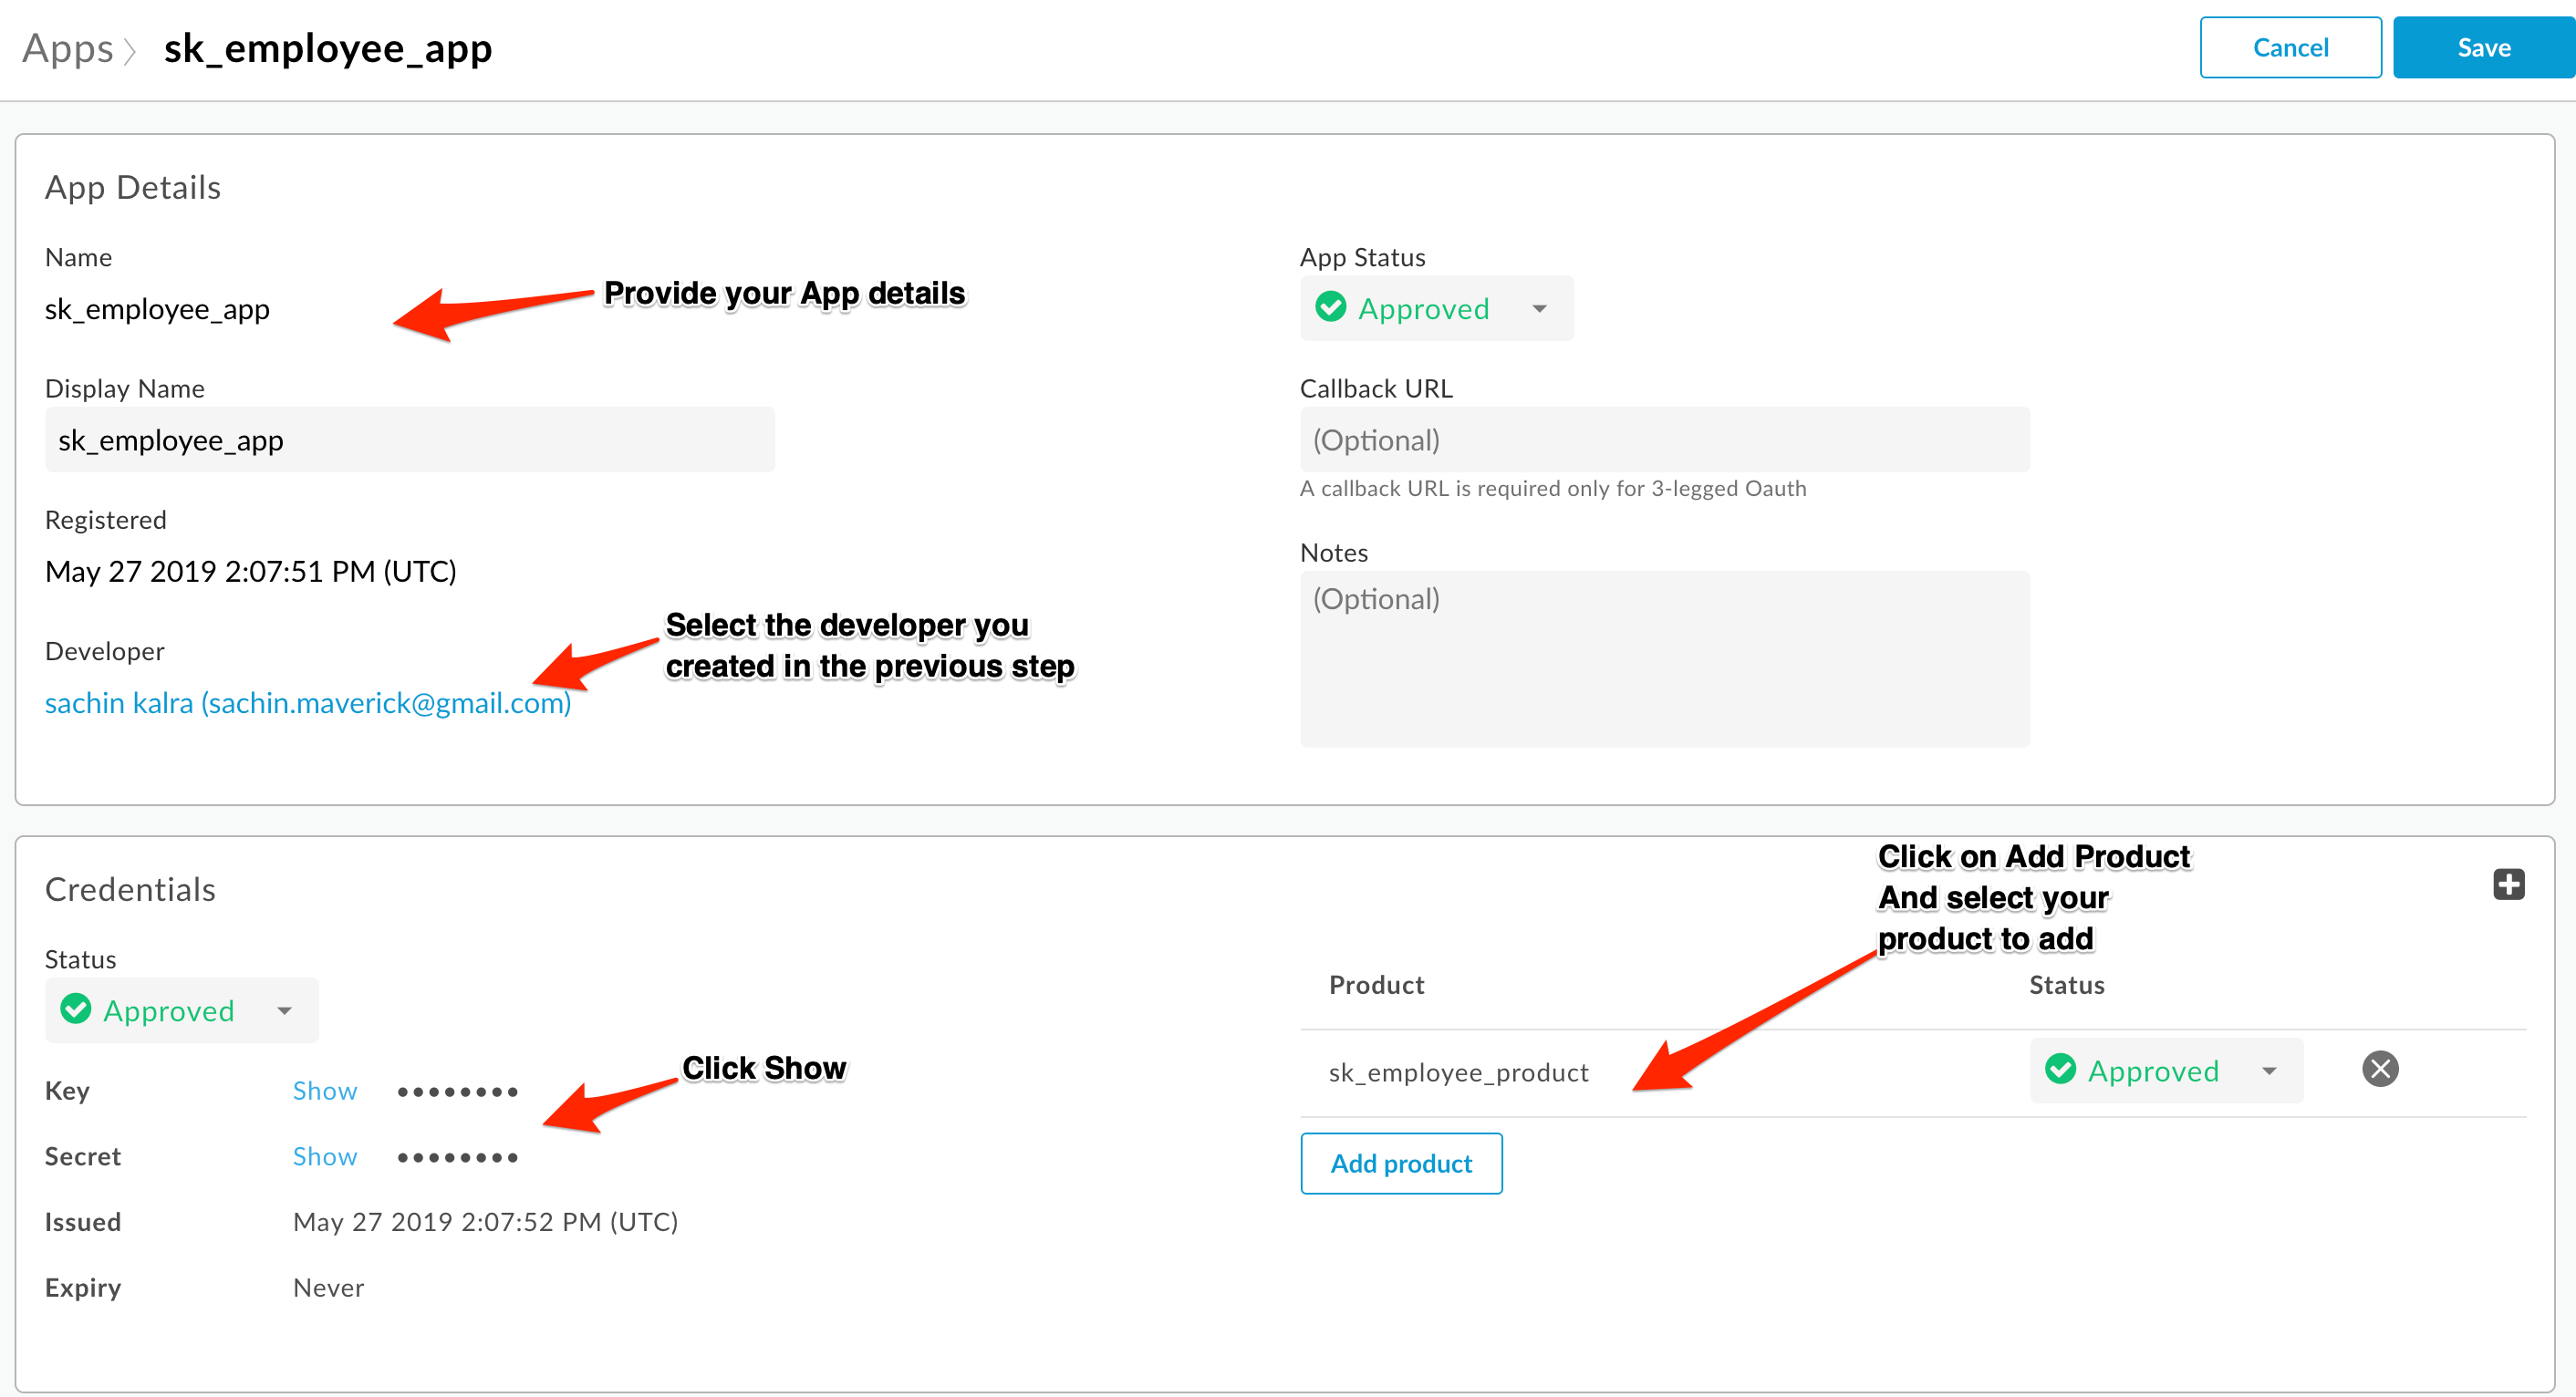 Apps sk_employee_app
Cancel
Save
App Details
Name
sk_employee_app
Provide your App details
Display Name
sk_employee_app
Registered
May 27 2019 2:07:51 PM (UTC)
Developer
sachin kalra (sachin.maverick@gmail.com)
Select the developer you
created in the previous step
App Status
Approved
Callback URL
(Optional)
A callback URL is required only for 3-legged Oauth
Notes
(Optional)
Credentials
Status
Approved
Key Show ••••••••
Secret Show ••••••••
Click Show
Issued May 27 2019 2:07:52 PM (UTC)
Expiry Never
Click on Add Product
And select your
product to add
Product Status
sk_employee_product Approved
Add product